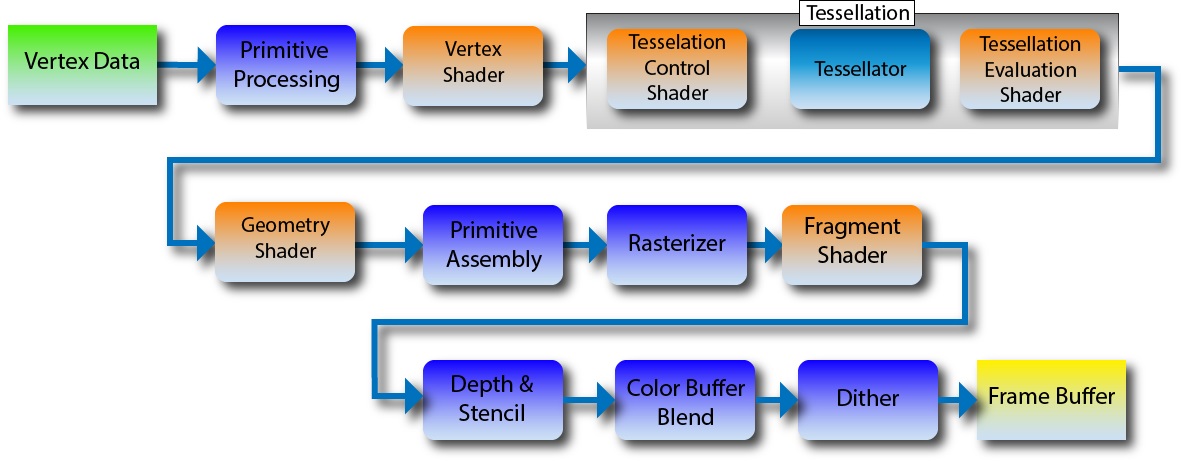 Tessellation
Vertex Data
Primitive
Processing
Vertex
Shader
Tesselation
Control
Shader
Tessellator
Tessellation
Evaluation
Shader
Geometry
Shader
Primitive
Assembly
Rasterizer
Fragment
Shader
Depth &
Stencil
Color Buffer
Blend
Dither
Frame Buffer